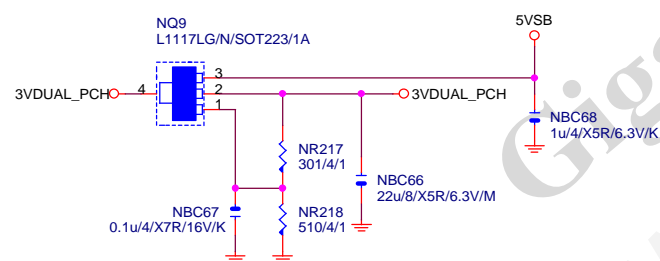 NQ9
L1117LG/N/SOT223/1A
5VSB
3
3VDUAL_PCH
4
2
3VDUAL_PCH
1
NBC68
1u/4/X5R/6.3V/K
NR217
301/4/1
NBC66
22u/8/X5R/6.3V/M
NBC67
0.1u/4/X7R/16V/K
NR218
510/4/1
Giga